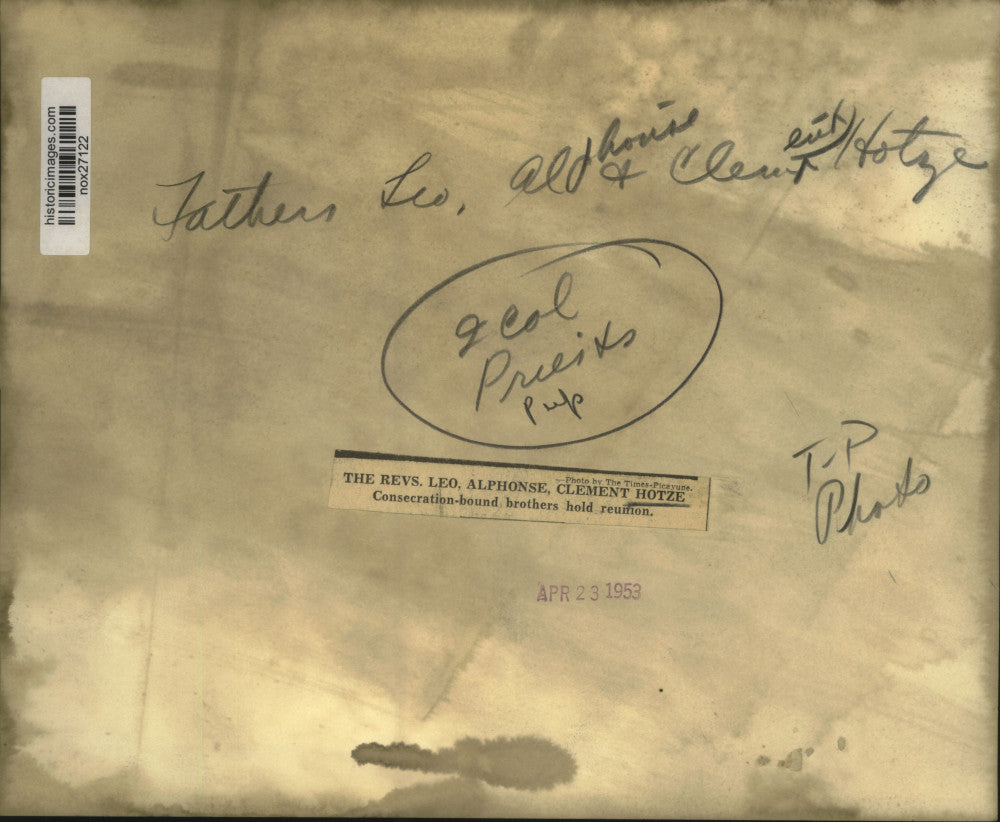 historicimages.com
nox27122
Fathers Leo, Alphonse & Clement Hotze
2 col
Priests
pup
—Photo by The Times-Picayune.
THE REVS. LEO, ALPHONSE, CLEMENT HOTZE
Consecration-bound brothers hold reunion.
T-P
Photo
APR 23 1953